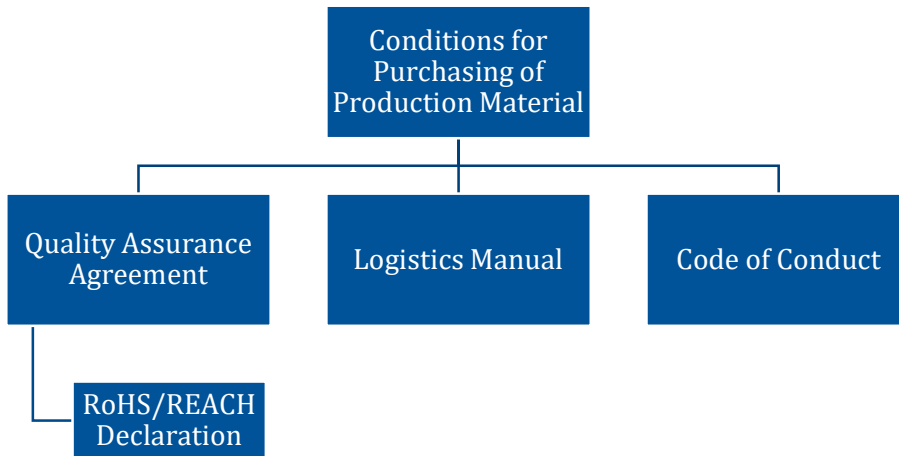 Conditions for
Purchasing of
Production Material
Quality Assurance
Agreement
Logistics Manual
Code of Conduct
RoHS/REACH
Declaration